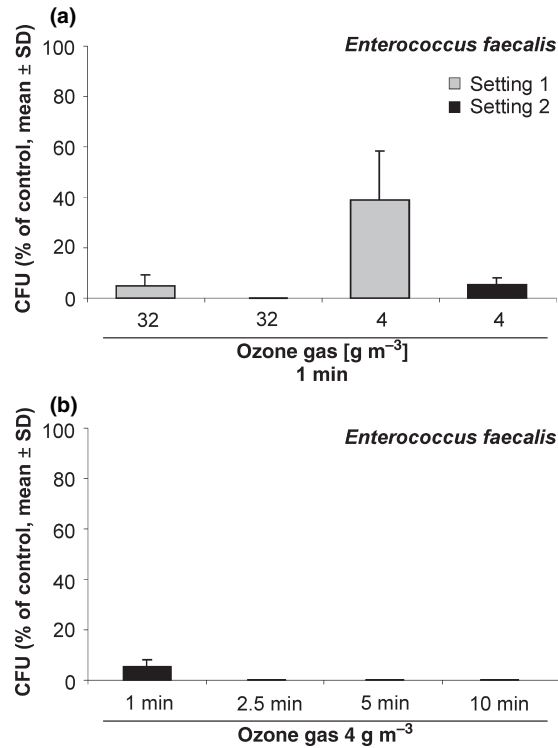 (a)
Enterococcus faecalis
Setting 1
Setting 2
CFU (% of control, mean ± SD)
100
80
60
40
20
0
32 32 4 4
Ozone gas [g m⁻³]
1 min
(b)
Enterococcus faecalis
CFU (% of control, mean ± SD)
100
80
60
40
20
0
1 min 2.5 min 5 min 10 min
Ozone gas 4 g m⁻³